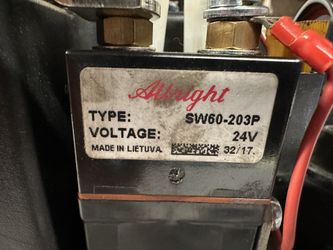 Albright
TYPE: SW60-203P
VOLTAGE: 24V
MADE IN LIETUVA. 32/17.